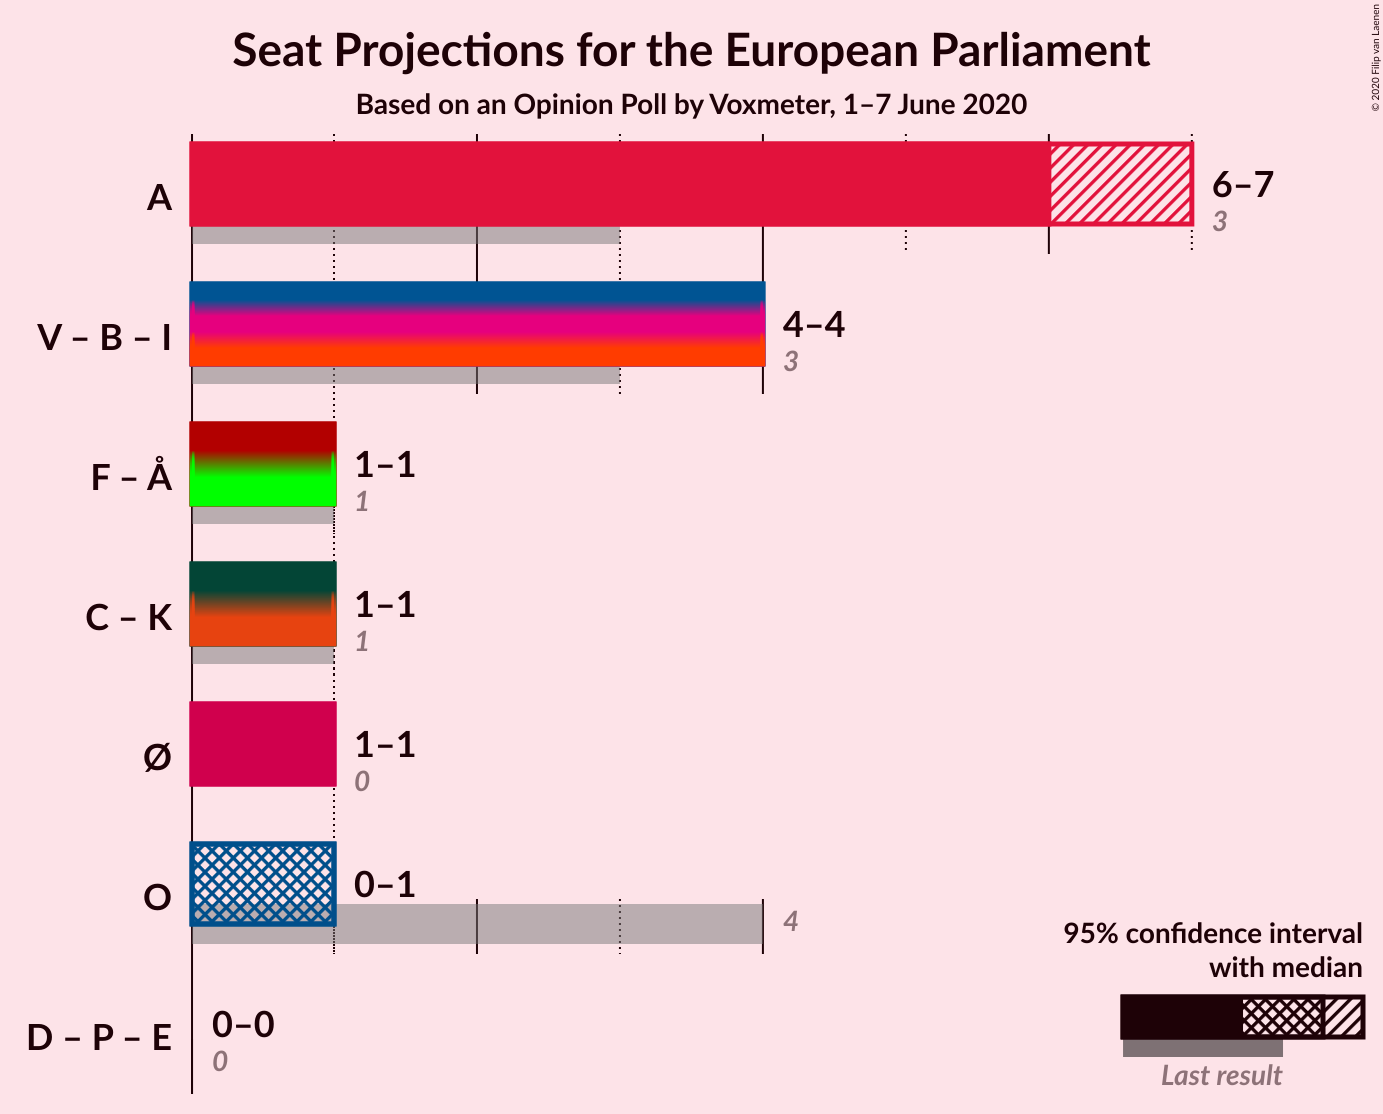 Seat Projections for the European Parliament
Based on an Opinion Poll by Voxmeter, 1–7 June 2020
© 2020 Filip van Laenen
A
6–7
3
V – B – I
4–4
3
F – Å
1–1
1
C – K
1–1
1
Ø
1–1
0
O
0–1
4
D – P – E
0–0
0
95% confidence interval
with median
Last result